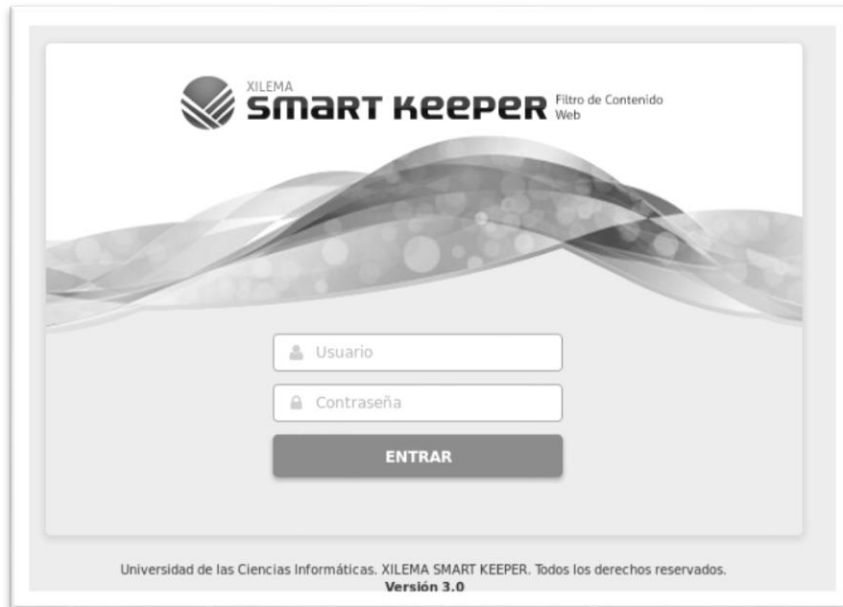 XILEMA
SMART KEEPER
Filtro de Contenido
Web
Usuario
Contraseña
ENTRAR
Universidad de las Ciencias Informáticas. XILEMA SMART KEEPER. Todos los derechos reservados.
Versión 3.0